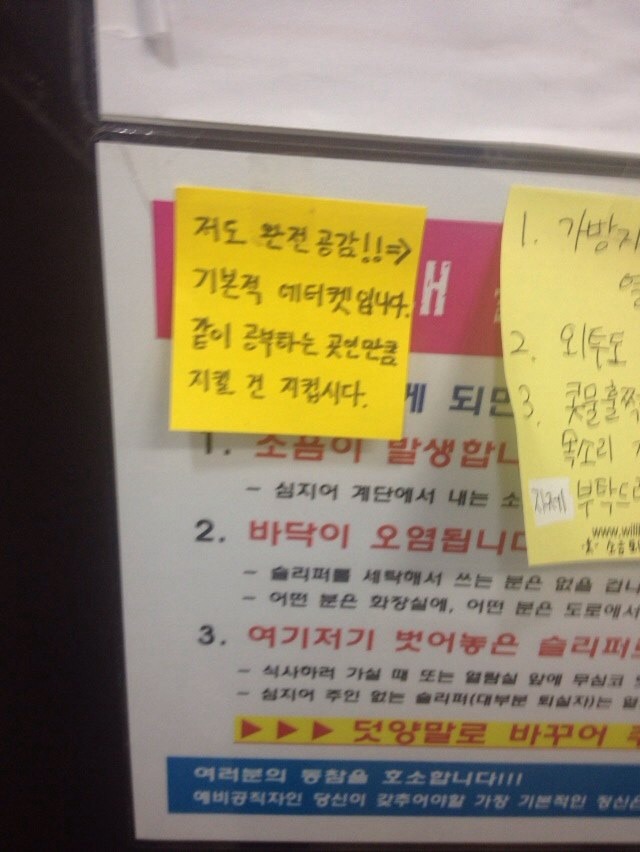 저도 완전 공감!!⇒
기본적 에티켓입니다.
같이 공부하는 곳인만큼
지킬 건 지킵시다.
1. 가방
2. 외투도
3. 콧물훌쩍
목소리
자제 부탁드
게 되면
1. 소음이 발생합니
- 심지어 계단에서 내는 소
2. 바닥이 오염됩니다
- 슬리퍼를 세탁해서 쓰는 분은 없을 겁니
- 어떤 분은 화장실에, 어떤 분은 도로에서
3. 여기저기 벗어놓은 슬리퍼
- 식사하러 가실 때 또는 열람실 앞에 무심코
- 심지어 주인 없는 슬리퍼(대부분 퇴실자)는
▶▶▶ 덧양말로 바꾸어
여러분의 동참을 호소합니다!!!
예비공직자인 당신이 갖추어야할 가장 기본적인 정신은